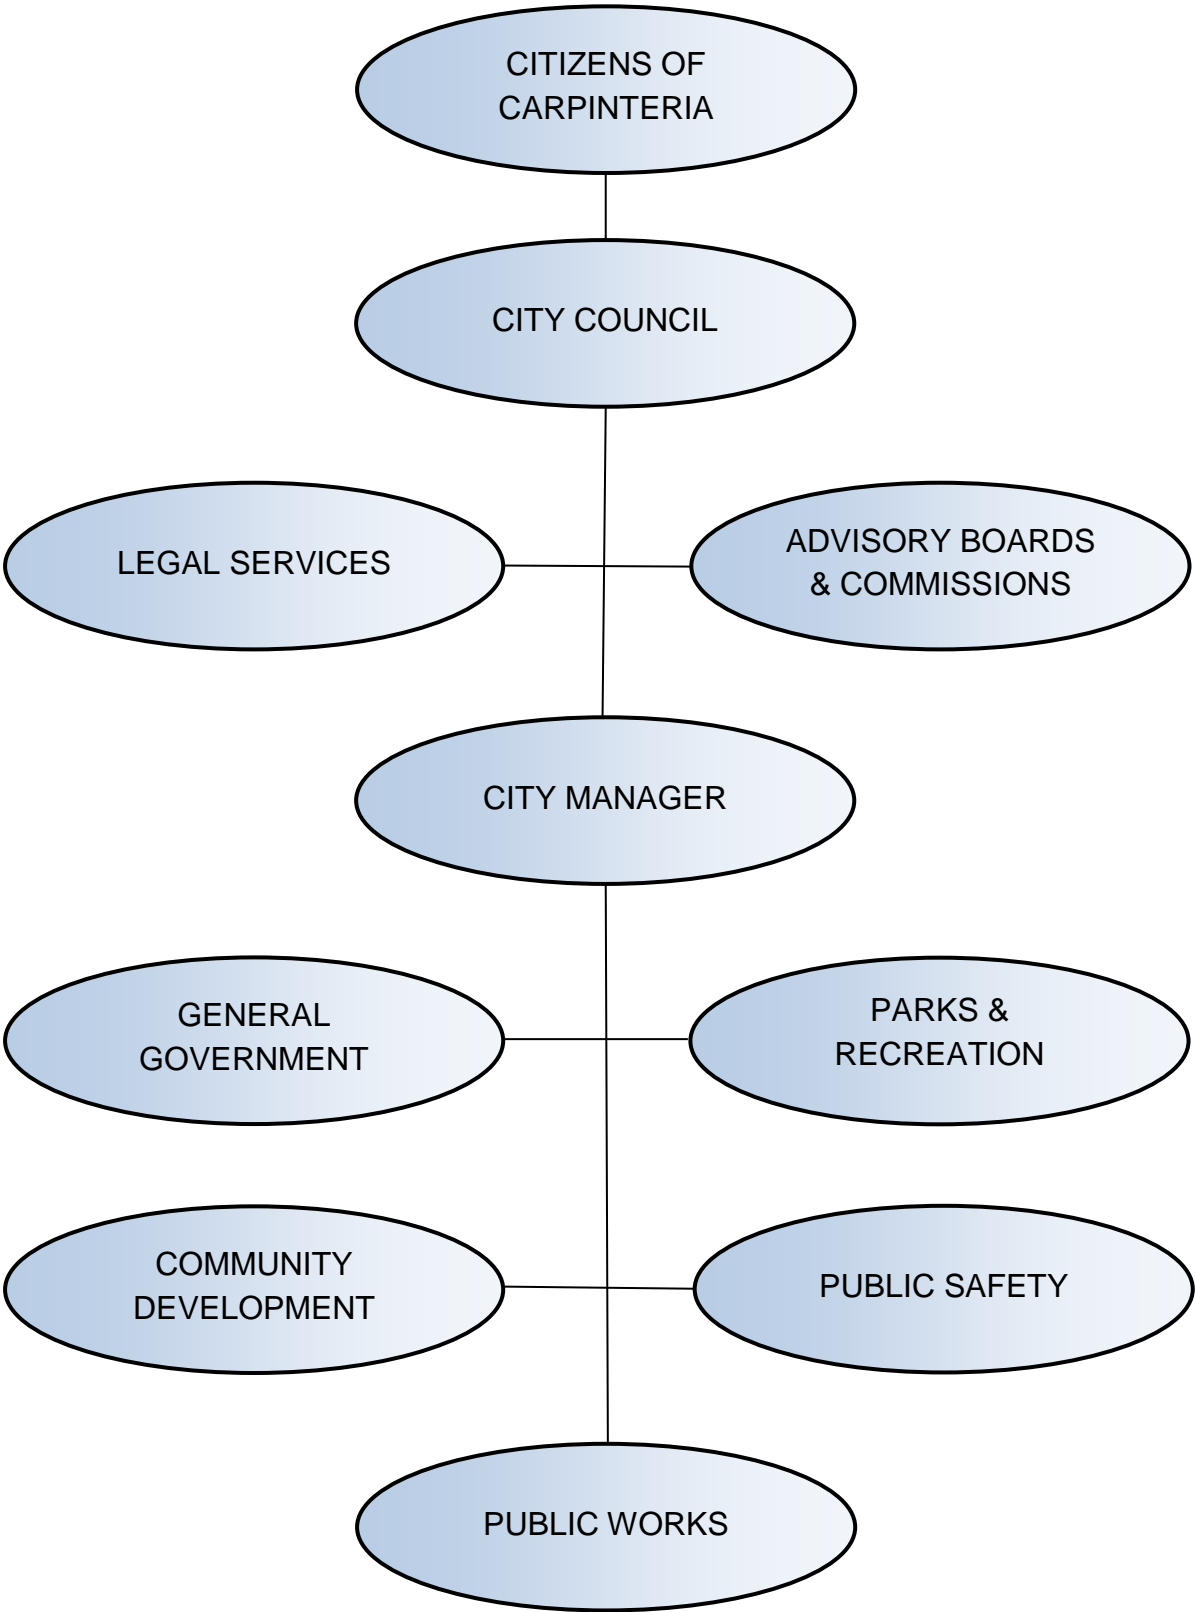 CITIZENS OF
CARPINTERIA
CITY COUNCIL
LEGAL SERVICES
ADVISORY BOARDS
& COMMISSIONS
CITY MANAGER
GENERAL
GOVERNMENT
PARKS &
RECREATION
COMMUNITY
DEVELOPMENT
PUBLIC SAFETY
PUBLIC WORKS